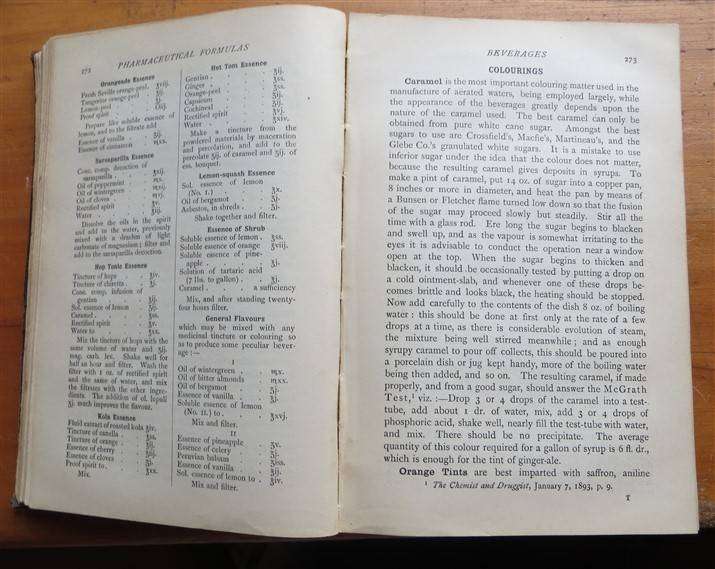 272
PHARMACEUTICAL FORMULAS
Orangeade Essence
Fresh Seville orange-peel.
Tangerine orange-peel
Lemon-peel
Proof spirit
Prepare like soluble essence of
lemon, and to the filtrate add
Essence of vanilla
Essence of cinnamon
Sarsaparilla Essence
Conc. comp. decoction of
sarsaparilla
Oil of peppermint
Oil of wintergreen
Oil of cloves
Rectified spirit
Water
Dissolve the oils in the spirit
and add to the water, previously
mixed with a drachm of light
carbonate of magnesium; filter and
add to the sarsaparilla decoction.
Hop Tonic Essence
Tincture of hops
Tincture of chiretta
Conc. comp. infusion of
gentian
Sol. essence of lemon
Caramel
Rectified spirit
Water to
Mix the tincture of hops with the
same volume of water and
mag. carb. lev. Shake well for
half an hour and filter. Wash the
filter with 1 oz. of rectified spirit
and the same of water, and mix
the filtrates with the other ingre-
dients. The addition of ol. lupuli
much improves the flavour.
Kola Essence
Fluid extract of roasted kola
Tincture of canella
Tincture of orange
Essence of cherry
Essence of cloves
Proof spirit to
Mix.
Hot Tom Essence
Gentian
Ginger
Orange-peel
Capsicum
Cochineal
Rectified spirit
Water
Make a tincture from the
powdered materials by maceration
and percolation, and add to the
percolate ʒij. of caramel and ʒij. of
ess. bouquet.
Lemon-squash Essence
Sol. essence of lemon
(No. 1.)
Oil of bergamot
Asbestos, in shreds
Shake together and filter.
Essence of Shrub
Soluble essence of lemon
Soluble essence of orange
Soluble essence of pine-
apple
Solution of tartaric acid
(7 lbs. to gallon)
Caramel a sufficiency
Mix, and after standing twenty-
four hours filter.
General Flavours
which may be mixed with any
medicinal tincture or colouring so
as to produce some peculiar bever-
age:—
I
Oil of wintergreen
Oil of bitter almonds
Oil of bergamot
Essence of vanilla
Soluble essence of lemon
(No. 11.) to
Mix and filter.
II
Essence of pineapple
Essence of celery
Peruvian balsam
Essence of vanilla
Sol. essence of lemon to
Mix and filter.
BEVERAGES
273
COLOURINGS
Caramel is the most important colouring matter used in the
manufacture of aerated waters, being employed largely, while
the appearance of the beverages greatly depends upon the
nature of the caramel used. The best caramel can only be
obtained from pure white cane sugar. Amongst the best
sugars to use are Crossfield's, Macfie's, Martineau's, and the
Glebe Co.'s granulated white sugars. It is a mistake to use
inferior sugar under the idea that the colour does not matter,
because the resulting caramel gives deposits in syrups. To
make a pint of caramel, put 14 oz. of sugar into a copper pan,
8 inches or more in diameter, and heat the pan by means of
a Bunsen or Fletcher flame turned low down so that the fusion
of the sugar may proceed slowly but steadily. Stir all the
time with a glass rod. Ere long the sugar begins to blacken
and swell up, and as the vapour is somewhat irritating to the
eyes it is advisable to conduct the operation near a window
open at the top. When the sugar begins to thicken and
blacken, it should be occasionally tested by putting a drop on
a cold ointment-slab, and whenever one of these drops be-
comes brittle and looks black, the heating should be stopped.
Now add carefully to the contents of the dish 8 oz. of boiling
water: this should be done at first only at the rate of a few
drops at a time, as there is considerable evolution of steam,
the mixture being well stirred meanwhile; and as enough
syrupy caramel to pour off collects, this should be poured into
a porcelain dish or jug kept handy, more of the boiling water
being then added, and so on. The resulting caramel, if made
properly, and from a good sugar, should answer the McGrath
Test,¹ viz.:—Drop 3 or 4 drops of the caramel into a test-
tube, add about 1 dr. of water, mix, add 3 or 4 drops of
phosphoric acid, shake well, nearly fill the test-tube with water,
and mix. There should be no precipitate. The average
quantity of this colour required for a gallon of syrup is 6 fl. dr.,
which is enough for the tint of ginger-ale.
Orange Tints are best imparted with saffron, aniline
¹ The Chemist and Druggist, January 7, 1893, p. 9.
T